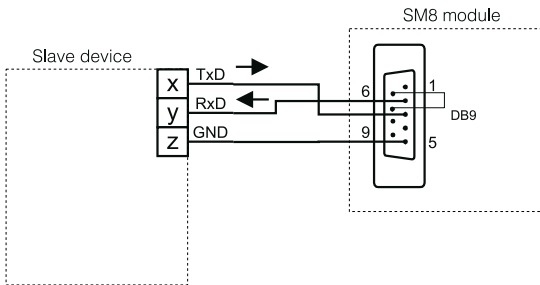 SM8 module
Slave device
x TxD
6 1
y RxD
DB9
z GND
9 5